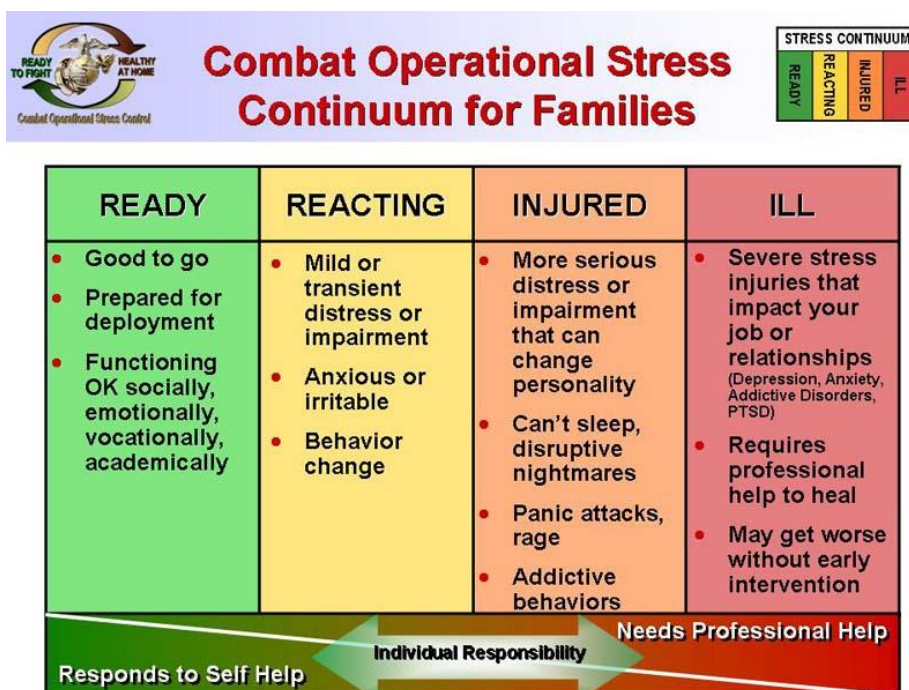 READY
TO FIGHT
HEALTHY
AT HOME
Combat Operational Stress Control
Combat Operational Stress
Continuum for Families
STRESS CONTINUUM
READY
REACTING
INJURED
ILL
READY
Good to go
Prepared for
deployment
Functioning
OK socially,
emotionally,
vocationally,
academically
REACTING
Mild or
transient
distress or
impairment
Anxious or
irritable
Behavior
change
INJURED
More serious
distress or
impairment
that can
change
personality
Can't sleep,
disruptive
nightmares
Panic attacks,
rage
Addictive
behaviors
ILL
Severe stress
injuries that
impact your
job or
relationships
(Depression, Anxiety,
Addictive Disorders,
PTSD)
Requires
professional
help to heal
May get worse
without early
intervention
Responds to Self Help
Individual Responsibility
Needs Professional Help